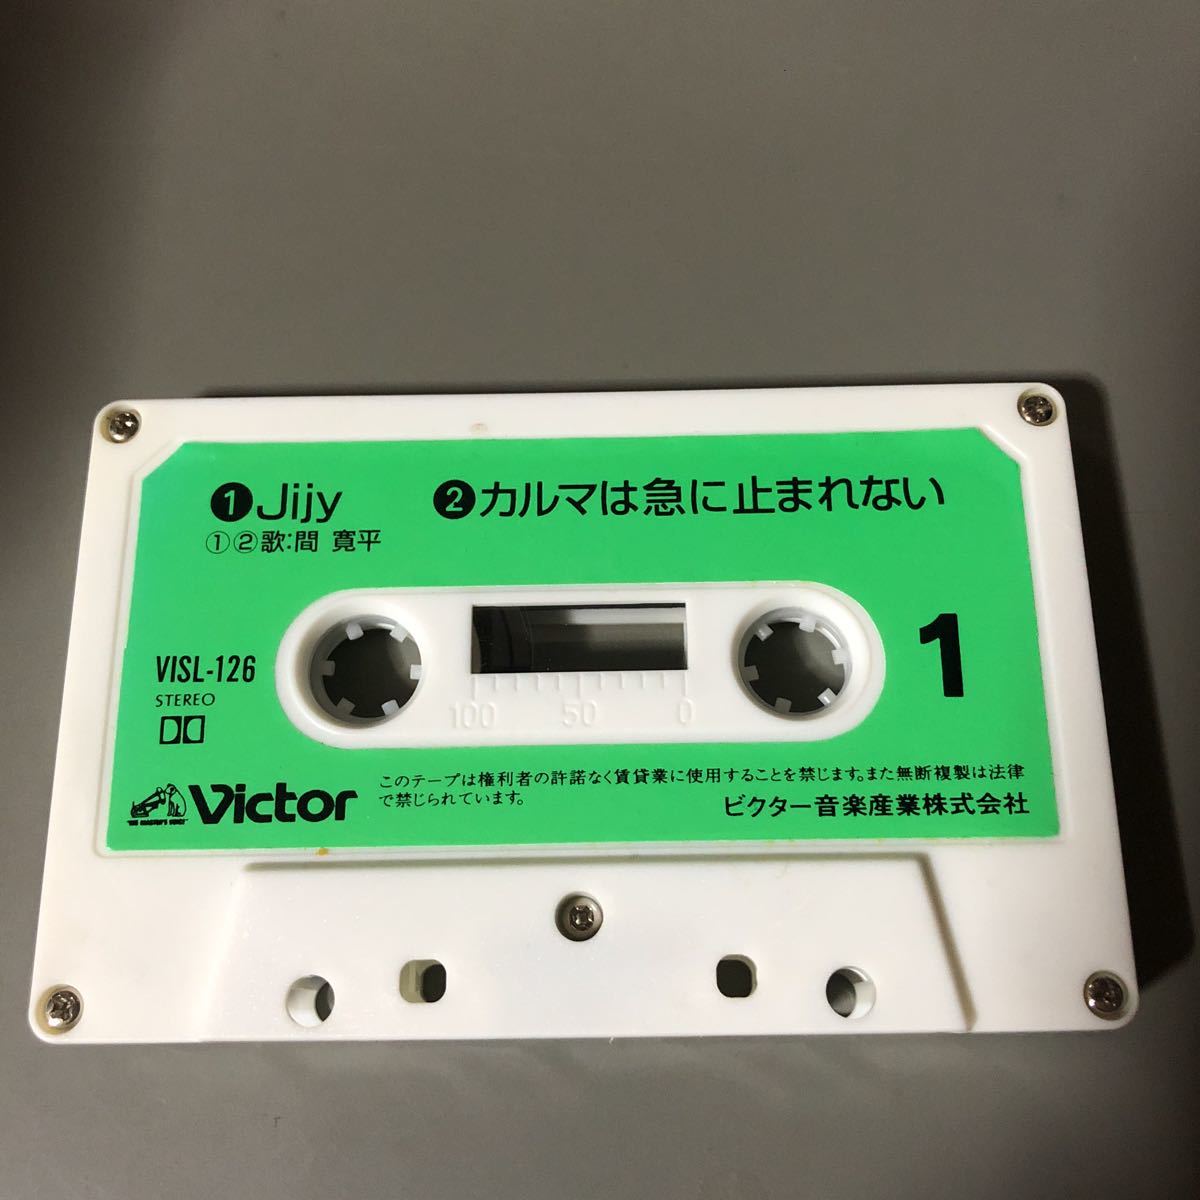 ❶Jijy ❷カルマは急に止まれない
①②歌:間 寛平
1
VISL-126
STEREO
100 50 0
Victor
"HIS MASTER'S VOICE"
このテープは権利者の許諾なく賃貸業に使用することを禁じます。また無断複製は法律
で禁じられています。
ビクター音楽産業株式会社